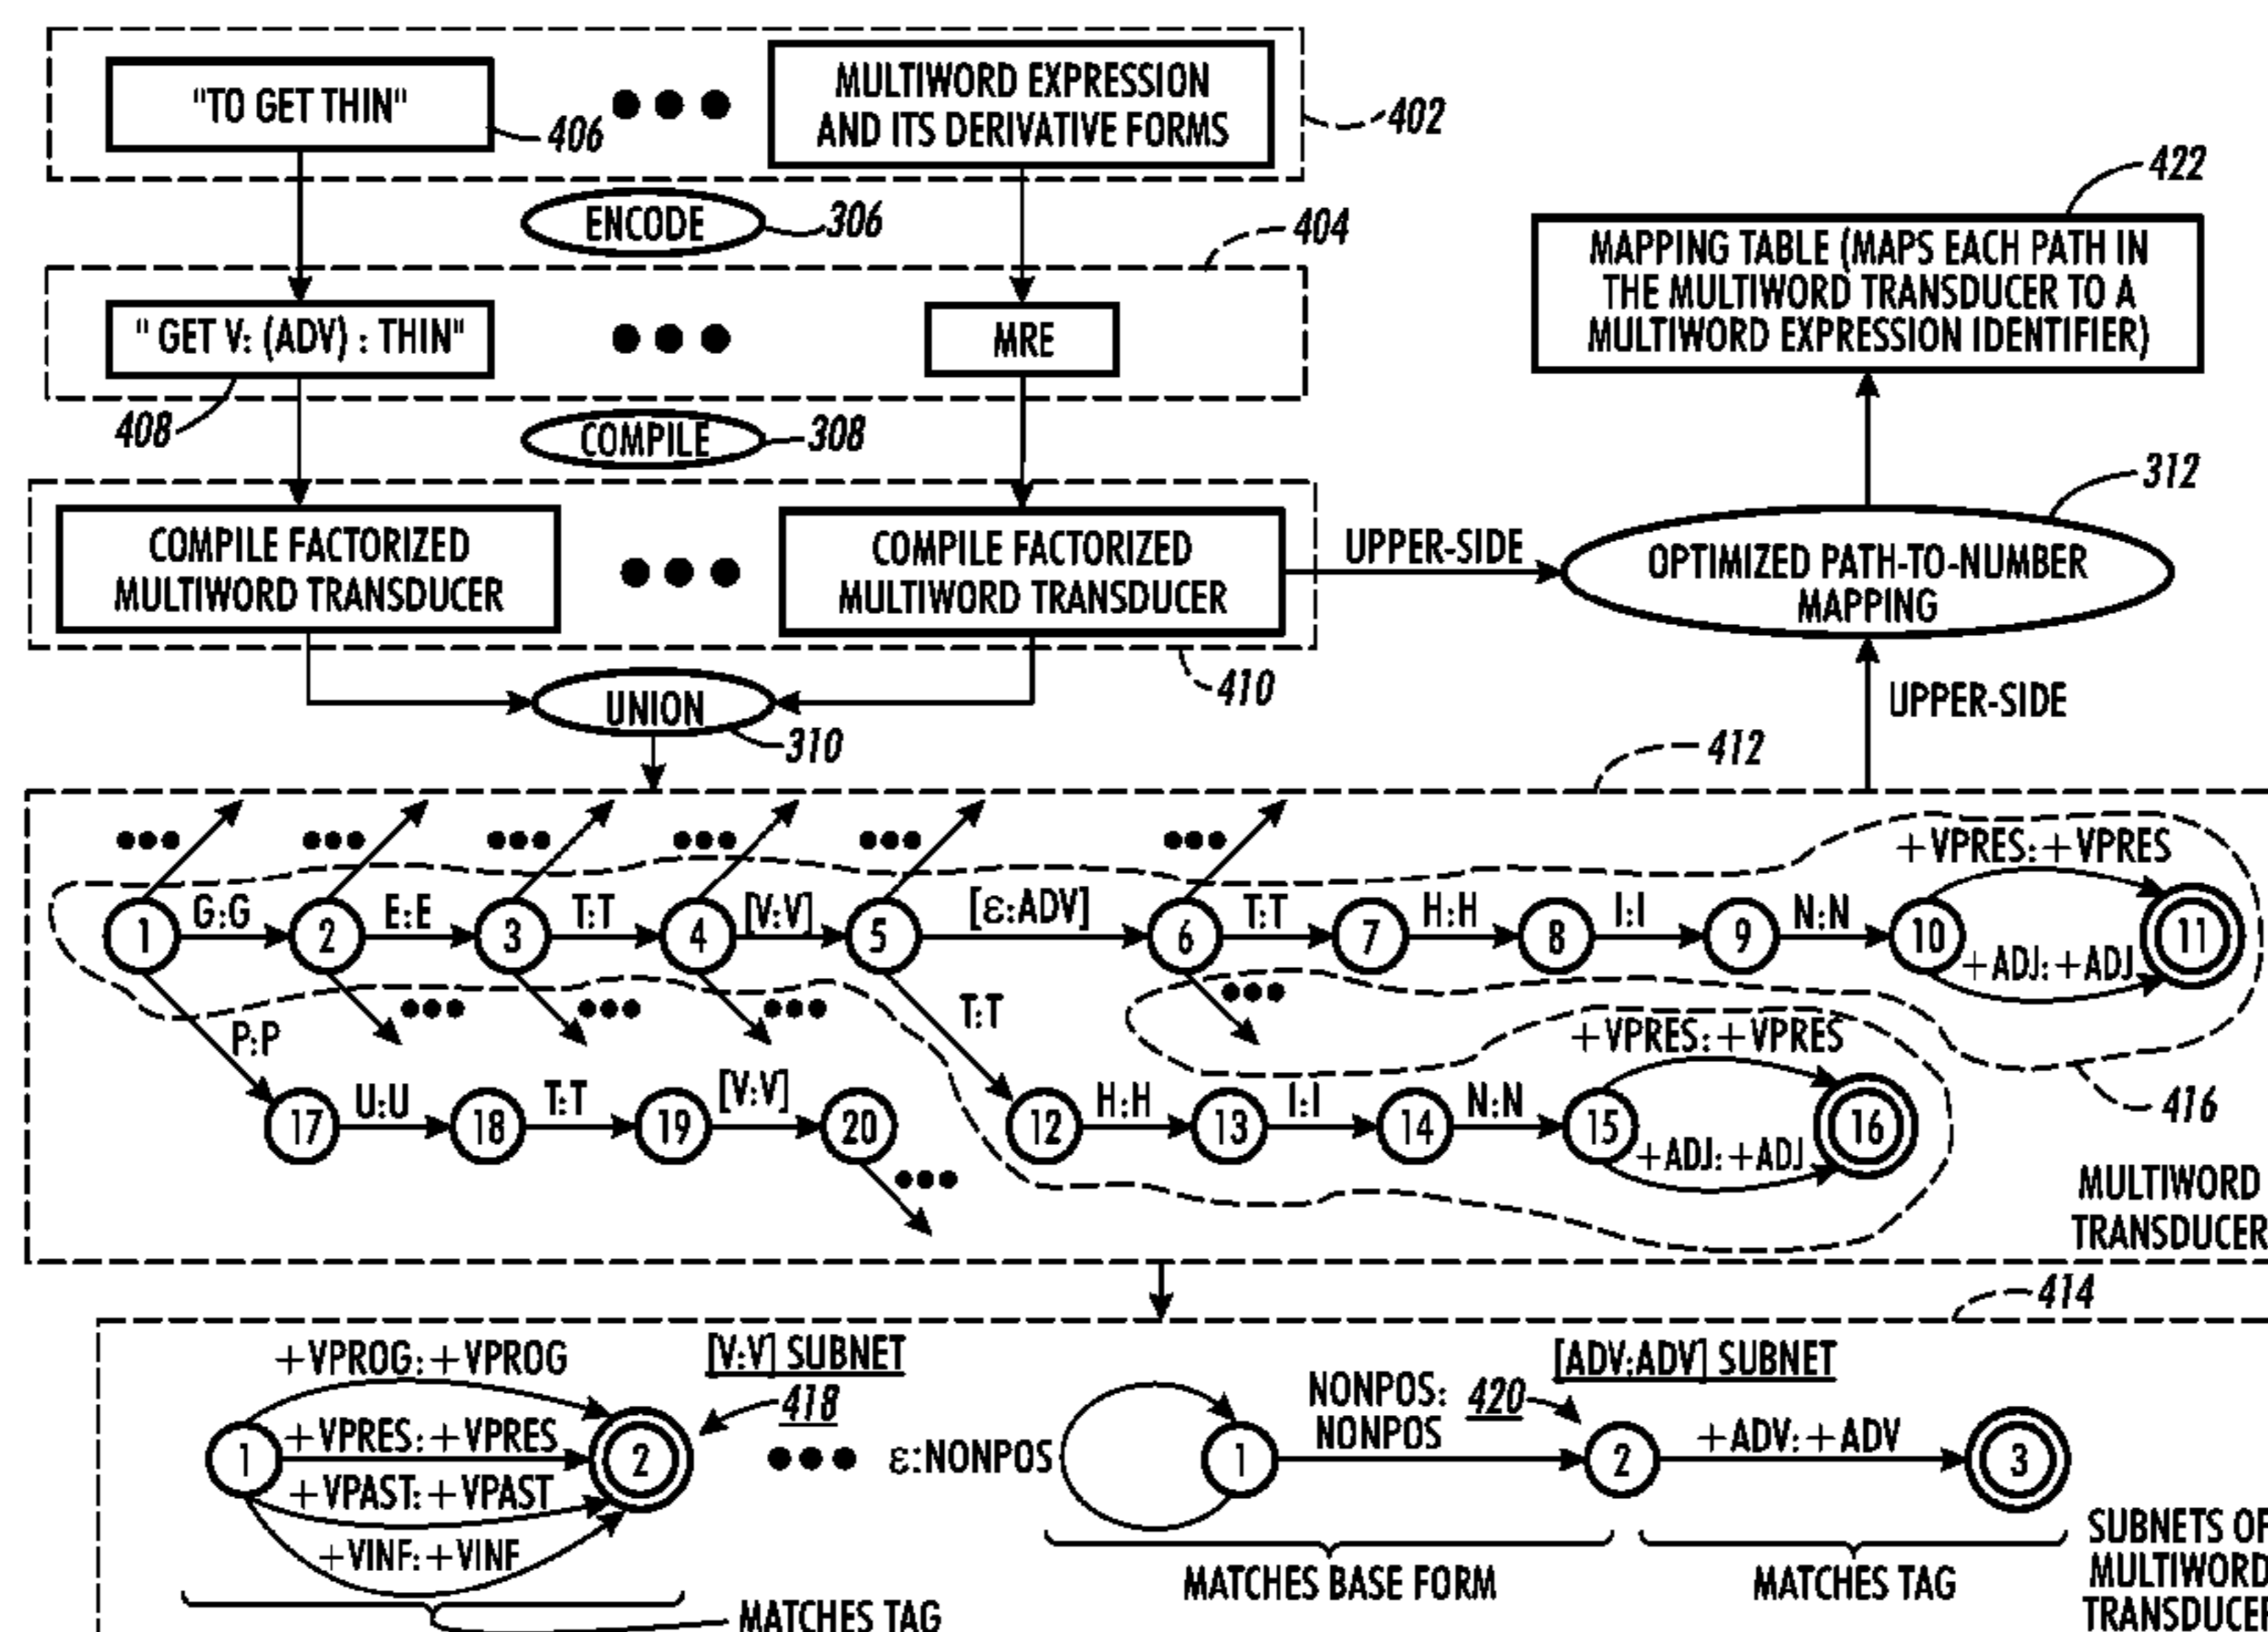 "TO GET THIN"
406
MULTIWORD EXPRESSION
AND ITS DERIVATIVE FORMS
402
ENCODE
306
404
422
MAPPING TABLE (MAPS EACH PATH IN
THE MULTIWORD TRANSDUCER TO A
MULTIWORD EXPRESSION IDENTIFIER)
" GET V: (ADV) : THIN"
MRE
408
COMPILE
308
312
COMPILE FACTORIZED
MULTIWORD TRANSDUCER
COMPILE FACTORIZED
MULTIWORD TRANSDUCER
UPPER-SIDE
OPTIMIZED PATH-TO-NUMBER
MAPPING
410
UNION
310
UPPER-SIDE
412
+VPRES: +VPRES
1 G:G 2 E:E 3 T:T 4 [V:V] 5 [ε:ADV] 6 T:T 7 H:H 8 I:I 9 N:N 10 11
+ADJ: +ADJ
P:P
T:T
+VPRES: +VPRES
17 U:U 18 T:T 19 [V:V] 20
12 H:H 13 I:I 14 N:N 15 16
+ADJ: +ADJ
416
MULTIWORD
TRANSDUCER
414
+VPROG: +VPROG
[V:V] SUBNET
418
1 +VPRES: +VPRES 2
+VPAST: +VPAST
+VINF: +VINF
MATCHES TAG
[ADV:ADV] SUBNET
420
ε:NONPOS
1 NONPOS:
NONPOS
2 +ADV: +ADV 3
MATCHES BASE FORM
MATCHES TAG
SUBNETS OF
MULTIWORD
TRANSDUCER